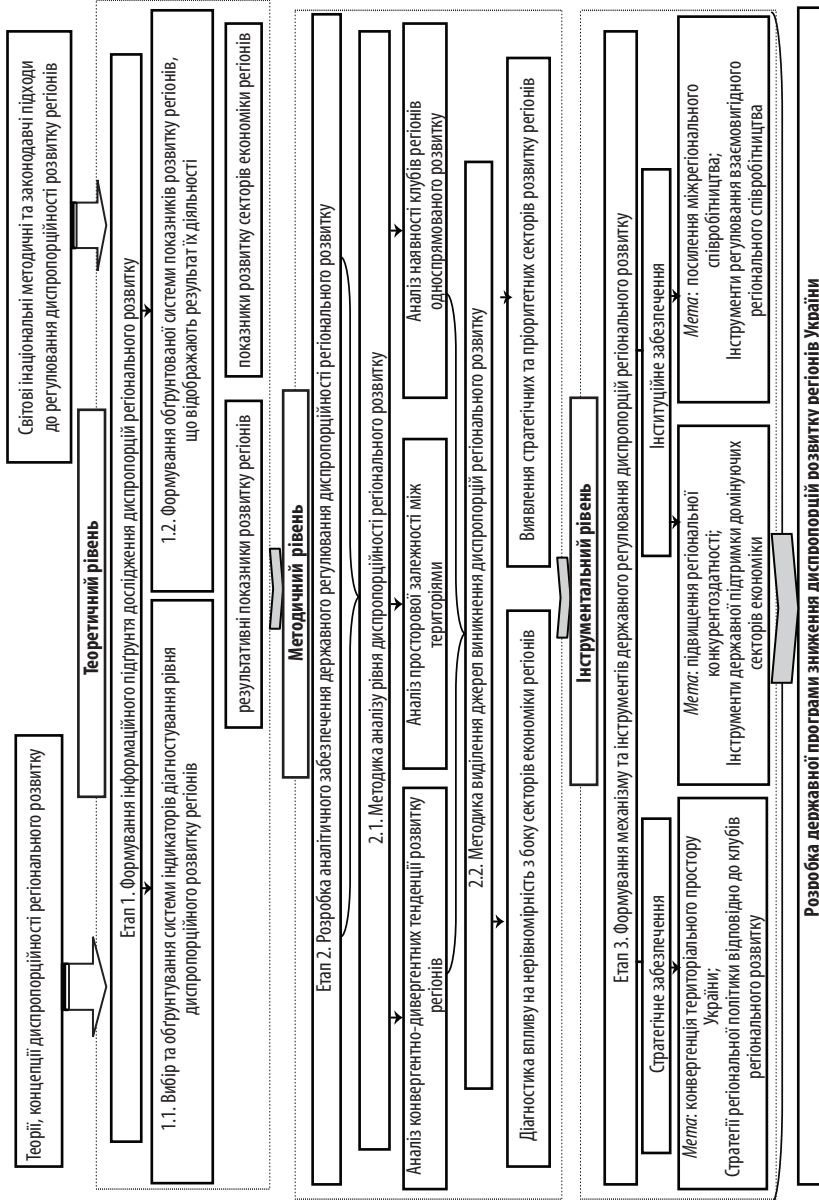 Теорії, концепції диспропорційності регіонального розвитку
Світові національні методичні та законодавчі підходи
до регулювання диспропорційності розвитку регіонів
Теоретичний рівень
Етап 1. Формування інформаційного підґрунтя дослідження диспропорцій регіонального розвитку
1.1. Вибір та обґрунтування системи індикаторів діагностування рівня
диспропорційного розвитку регіонів
1.2. Формування обґрунтованої системи показників розвитку регіонів,
що відображають результат їх діяльності
результативні показники розвитку регіонів
показники розвитку секторів економіки регіонів
Методичний рівень
Етап 2. Розробка аналітичного забезпечення державного регулювання диспропорційності регіонального розвитку
2.1. Методика аналізу рівня диспропорційності регіонального розвитку
Аналіз конвергентно-дивергентних тенденції розвитку
регіонів
Аналіз просторової залежності між
територіями
Аналіз наявності клубів регіонів
односпрямованого розвитку
2.2. Методика виділення джерел виникнення диспропорцій регіонального розвитку
Діагностика впливу на нерівномірність з боку секторів економіки регіонів
Виявлення стратегічних та пріоритетних секторів розвитку регіонів
Інструментальний рівень
Етап 3. Формування механізму та інструментів державного регулювання диспропорцій регіонального розвитку
Стратегічне забезпечення
Інституційне забезпечення
Мета: конвергенція територіального простору
України;
Стратегії регіональної політики відповідно до клубів
регіонального розвитку
Мета: підвищення регіональної
конкурентоздатності;
Інструменти державної підтримки домінуючих
секторів економіки
Мета: посилення міжрегіонального
співробітництва;
Інструменти регулювання взаємовигідного
регіонального співробітництва
Розробка державної програми зниження диспропорцій розвитку регіонів України